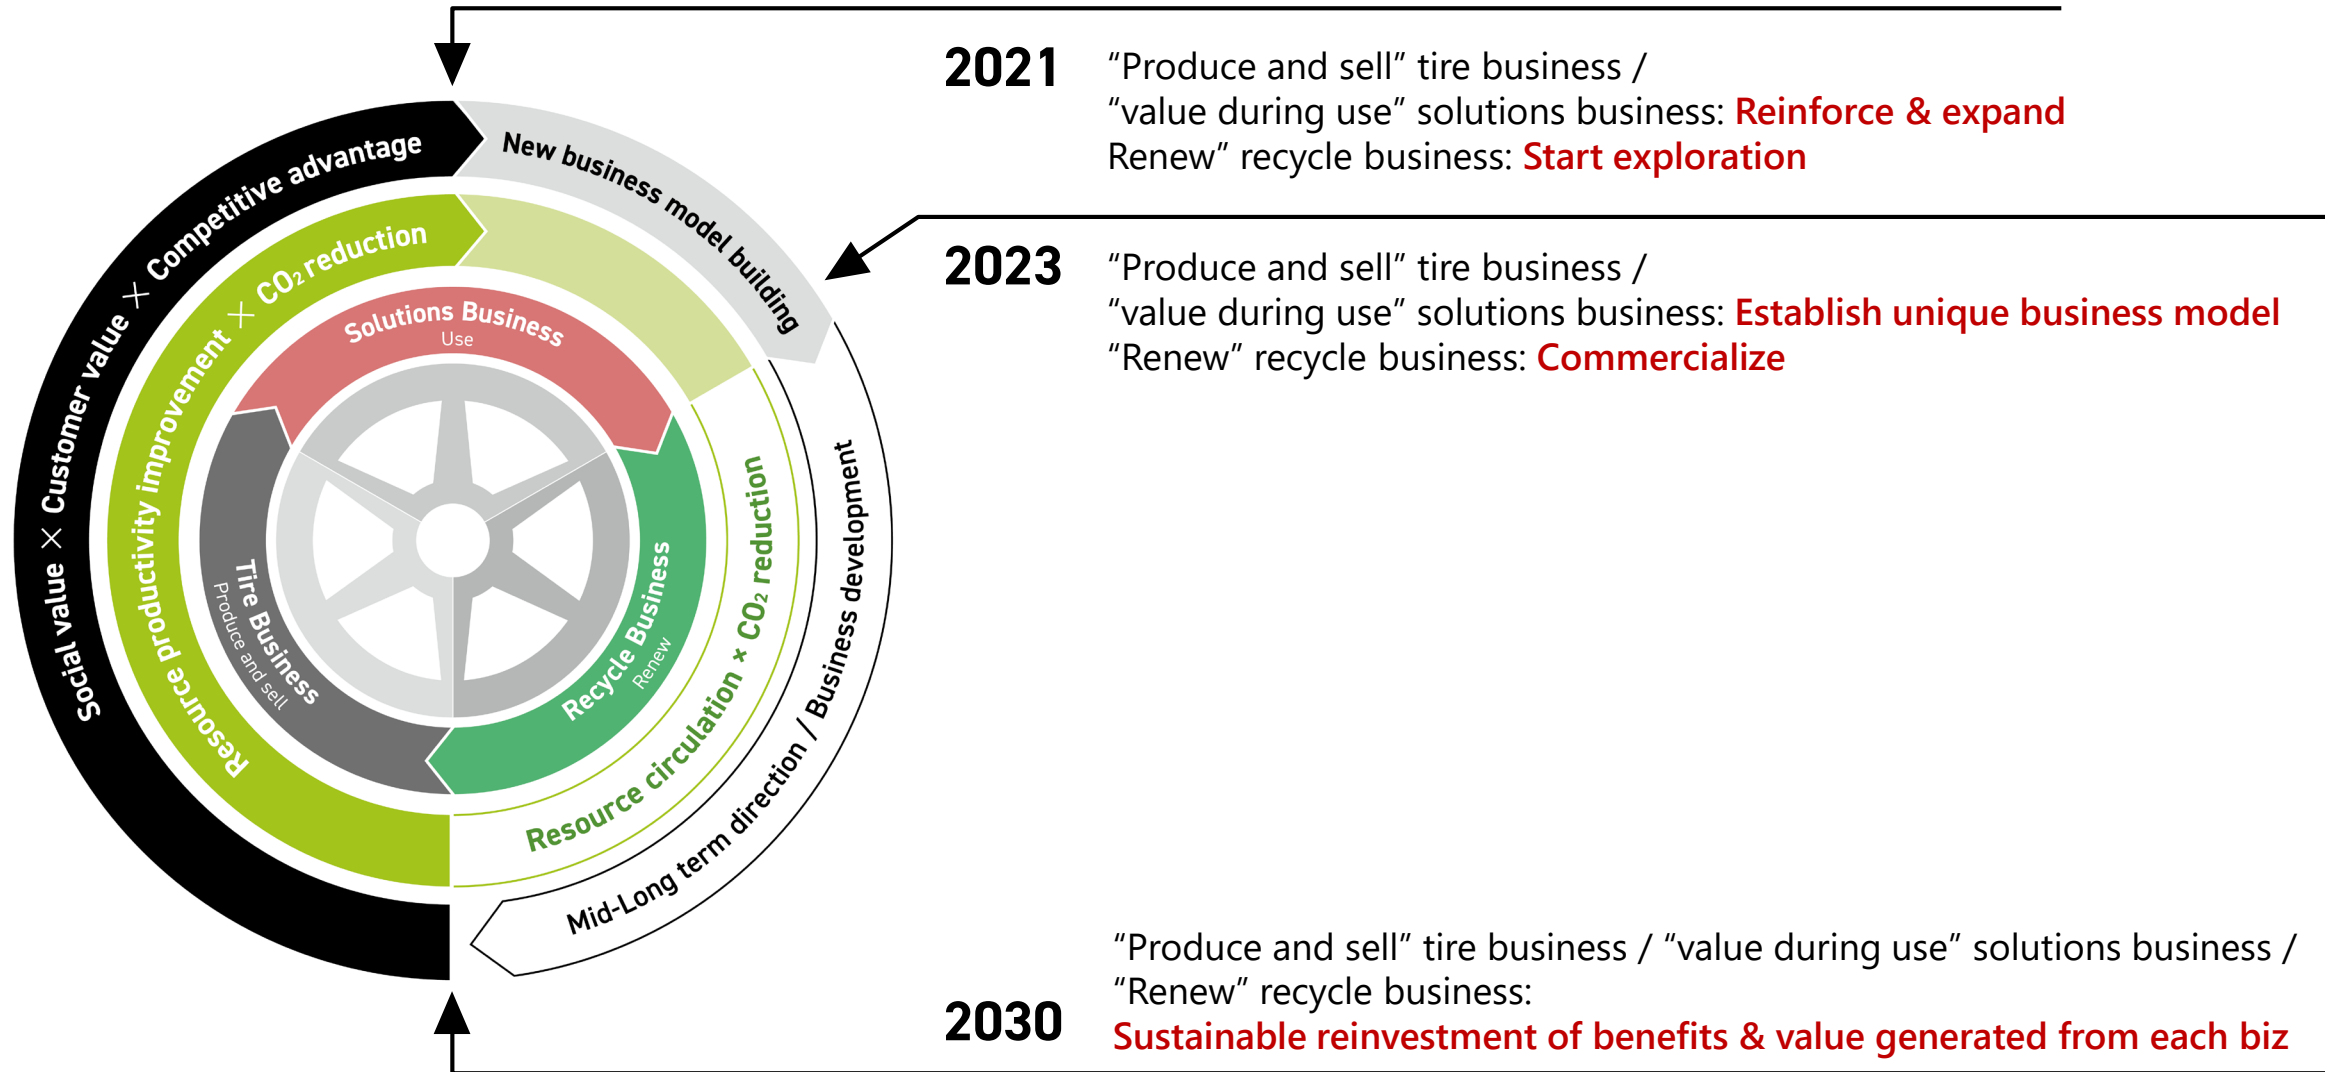 Social value × Customer value × Competitive advantage
New business model building
Mid-Long term direction / Business development
Resource productivity improvement × CO₂ reduction
Resource circulation × CO₂ reduction
Solutions Business
Use
Tire Business
Produce and sell
Recycle Business
Renew
2021
“Produce and sell” tire business /
“value during use” solutions business: Reinforce & expand
Renew” recycle business: Start exploration
2023
“Produce and sell” tire business /
“value during use” solutions business: Establish unique business model
“Renew” recycle business: Commercialize
2030
“Produce and sell” tire business / “value during use” solutions business /
“Renew” recycle business:
Sustainable reinvestment of benefits & value generated from each biz